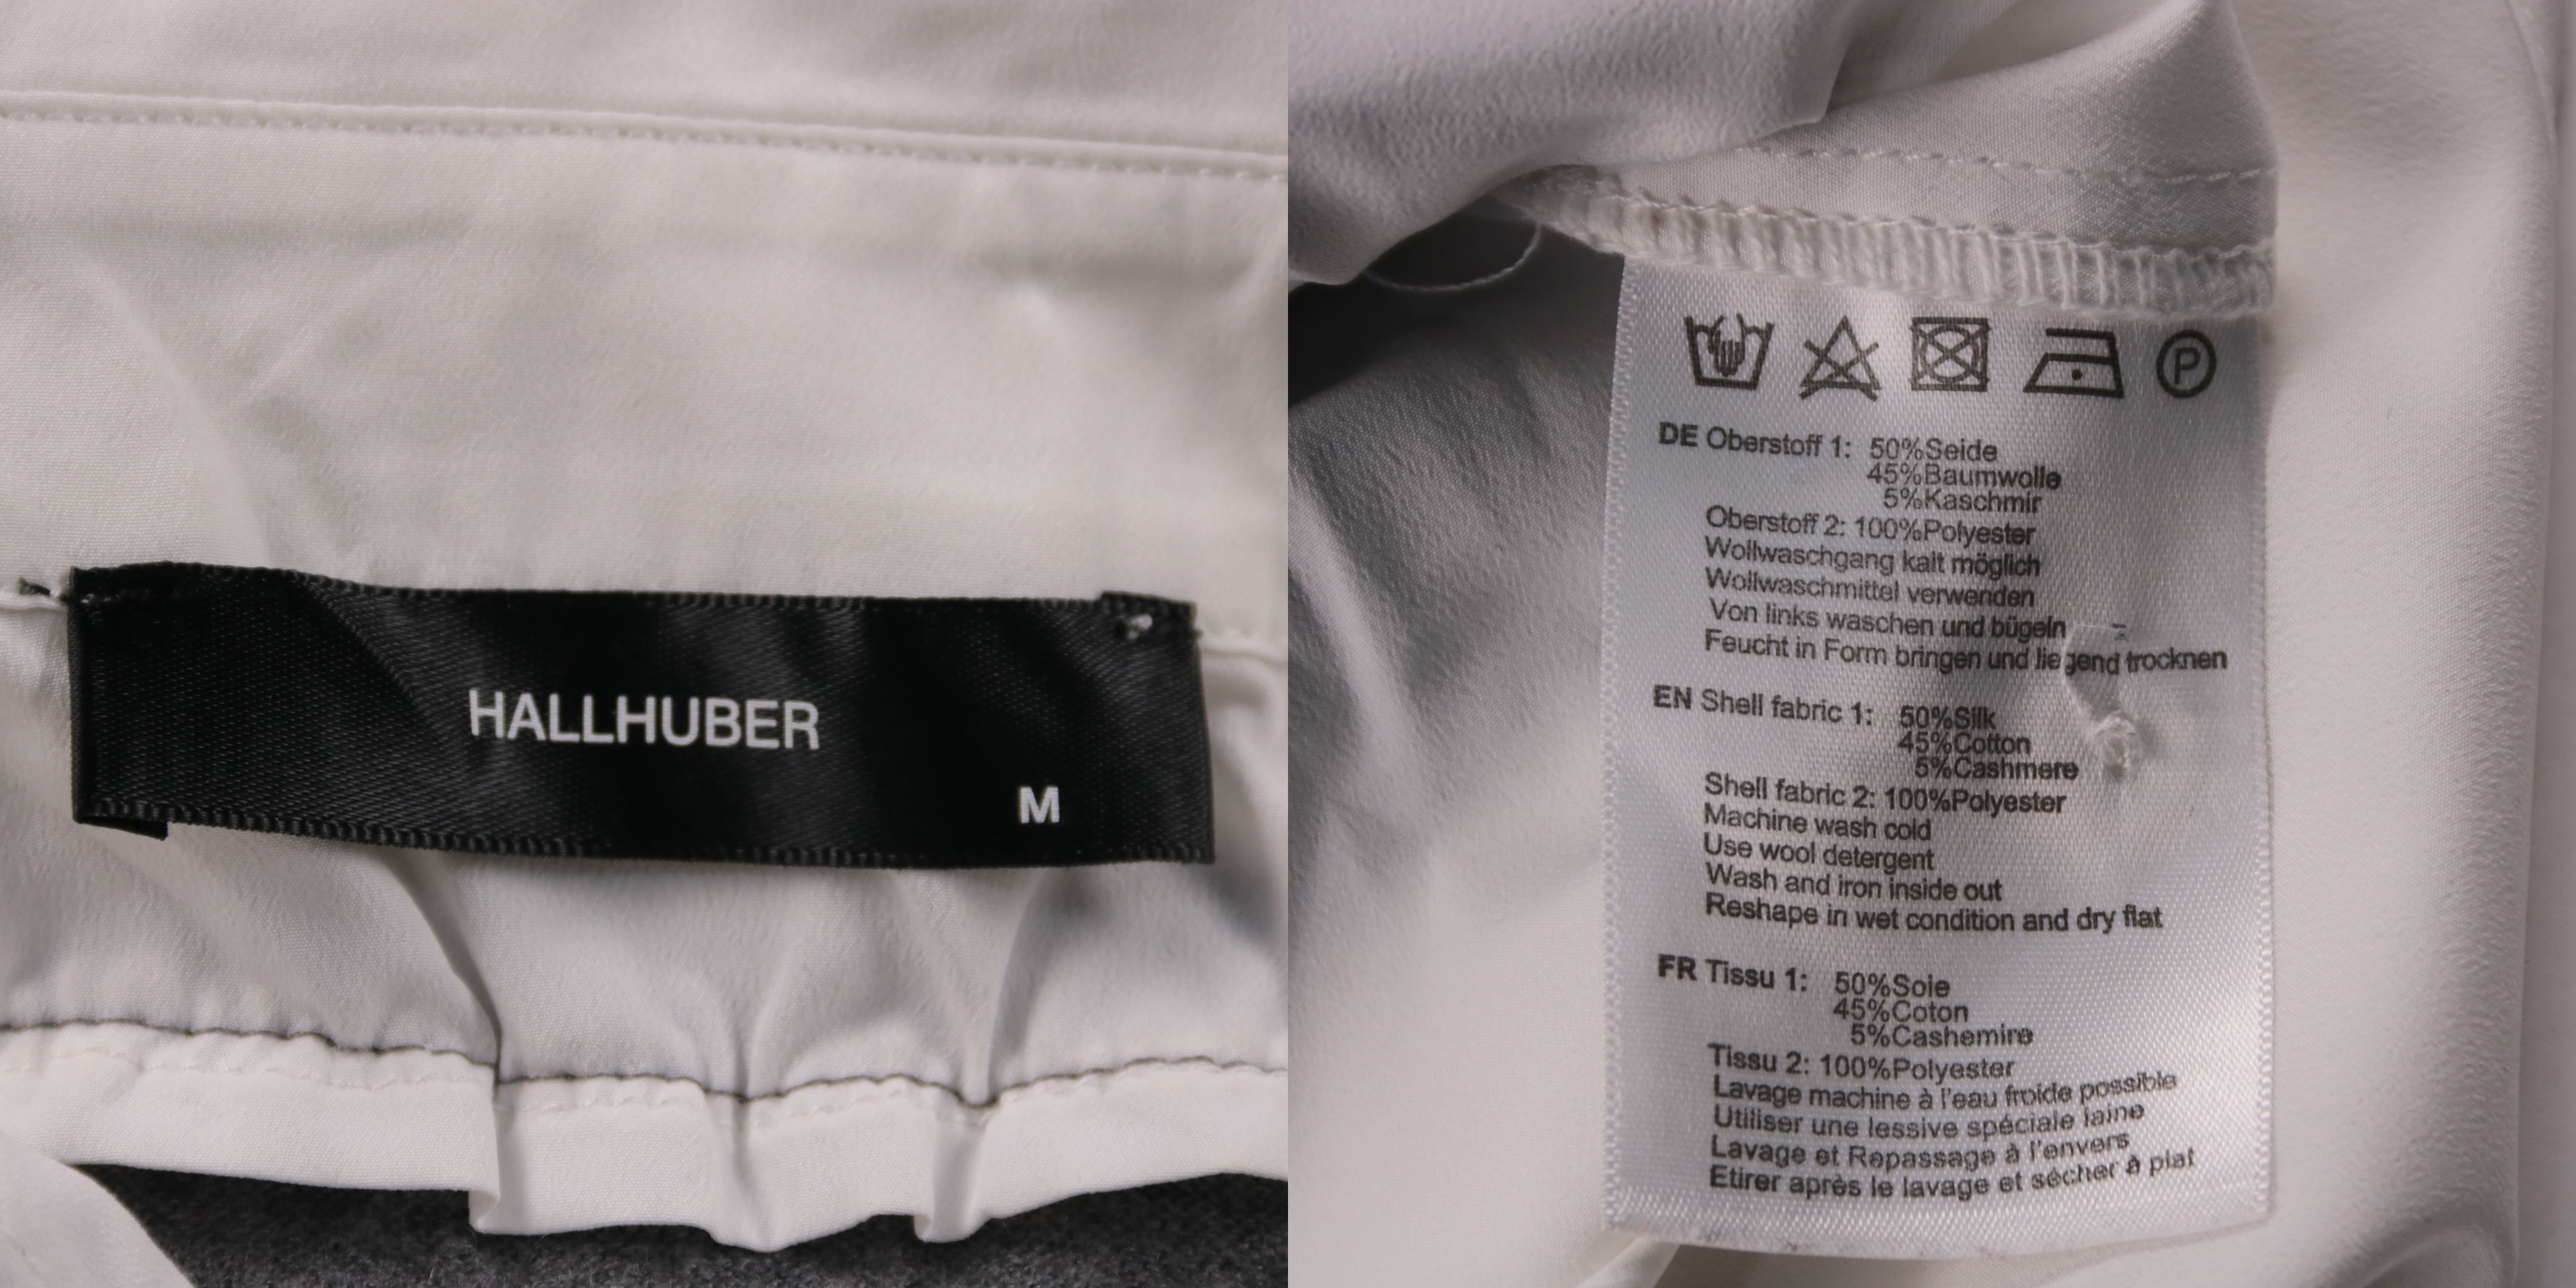 HALLHUBER
M
P
DE Oberstoff 1: 50%Seide
45%Baumwolle
5%Kaschmir
Oberstoff 2: 100%Polyester
Wollwaschgang kalt möglich
Wollwaschmittel verwenden
Von links waschen und bügeln
Feucht in Form bringen und liegend trocknen
EN Shell fabric 1: 50%Silk
45%Cotton
5%Cashmere
Shell fabric 2: 100%Polyester
Machine wash cold
Use wool detergent
Wash and iron inside out
Reshape in wet condition and dry flat
FR Tissu 1: 50%Soie
45%Coton
5%Cashemire
Tissu 2: 100%Polyester
Lavage machine à l'eau froide possible
Utiliser une lessive spéciale laine
Lavage et Repassage à l'envers
Etirer après le lavage et sécher à plat